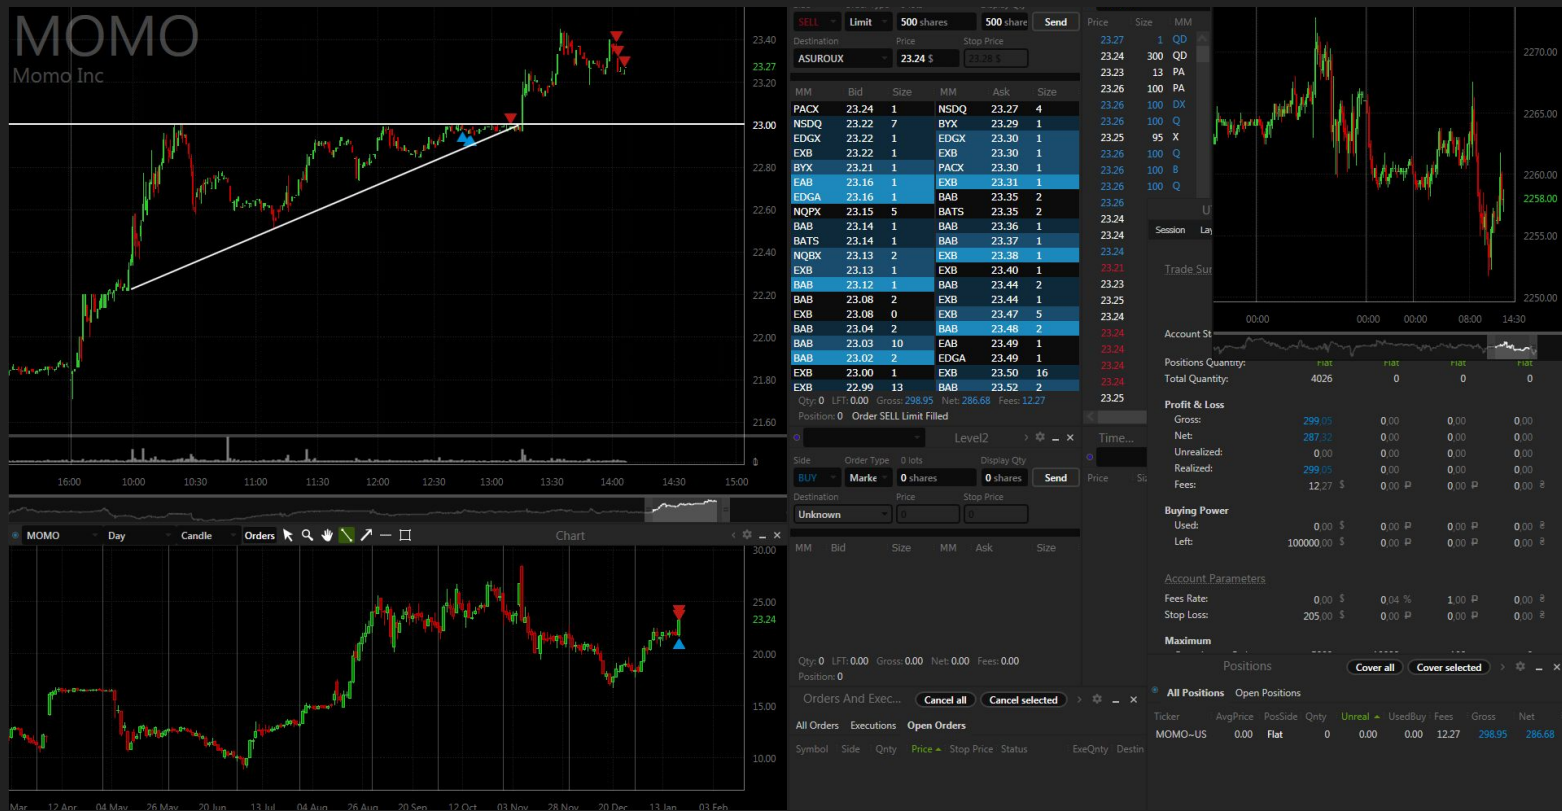 MOMO
Momo Inc
23.40
23.27
23.20
23.00
22.80
22.60
22.40
22.20
22.00
21.80
21.60
0
16:00 10:00 10:30 11:00 11:30 12:00 12:30 13:00 13:30 14:00 14:30 15:00
MOMO Day Candle Orders Chart
30.00
25.00
23.24
20.00
15.00
10.00
Mar 12 Apr 04 May 26 May 20 Jun 13 Jul 04 Aug 26 Aug 20 Sep 12 Oct 03 Nov 28 Nov 20 Dec 13 Jan 03 Feb
SELL Limit 500 shares 500 share Send
Destination Price Stop Price
ASUROUX 23.24 $ 23.28 $
MM Bid Size MM Ask Size
PACX 23.24 1 NSDQ 23.27 4
NSDQ 23.22 7 BYX 23.29 1
EDGX 23.22 1 EDGX 23.30 1
EXB 23.22 1 EXB 23.30 1
BYX 23.21 1 PACX 23.30 1
EAB 23.16 1 EXB 23.31 1
EDGA 23.16 1 BAB 23.35 2
NQPX 23.15 5 BATS 23.35 2
BAB 23.14 1 BAB 23.36 1
BATS 23.14 1 BAB 23.37 1
NQBX 23.13 2 EXB 23.38 1
EXB 23.13 1 EXB 23.40 1
BAB 23.12 1 BAB 23.44 2
BAB 23.08 2 EXB 23.44 1
EXB 23.08 0 EXB 23.47 5
BAB 23.04 2 BAB 23.48 2
BAB 23.03 10 EAB 23.49 1
BAB 23.02 2 EDGA 23.49 1
EXB 23.00 1 EXB 23.50 16
EXB 22.99 13 BAB 23.52 2
Qty: 0 LFT: 0.00 Gross: 298.95 Net: 286.68 Fees: 12.27
Position: 0 Order SELL Limit Filled
Level2
Side Order Type 0 lots Display Qty
BUY Marke 0 shares 0 shares Send
Destination Price Stop Price
Unknown 0 0
MM Bid Size MM Ask Size
Qty: 0 LFT: 0.00 Gross: 0.00 Net: 0.00 Fees: 0.00
Position: 0
Orders And Exec... Cancel all Cancel selected
All Orders Executions Open Orders
Symbol Side Qnty Price Stop Price Status ExeQnty Destin
Price Size MM
23.27 1 QD
23.24 300 QD
23.23 13 PA
23.26 100 PA
23.26 100 DX
23.26 100 Q
23.25 95 X
23.26 100 Q
23.26 100 B
23.26 100 Q
23.26
23.24
23.24
23.24
23.21
23.23
23.25
23.24
23.24
23.24
23.24
23.24
23.25
Time...
Price Si
2270.00
2265.00
2260.00
2258.00
2255.00
2250.00
00:00 00:00 00:00 08:00 14:30
U
Session Lay
Trade Sur
Account St
Positions Quantity: Flat Flat Flat Flat
Total Quantity: 4026 0 0 0
Profit & Loss
Gross: 299,05 0,00 0,00 0,00
Net: 287,32 0,00 0,00 0,00
Unrealized: 0,00 0,00 0,00 0,00
Realized: 299,05 0,00 0,00 0,00
Fees: 12,27 $ 0,00 ₽ 0,00 ₽ 0,00 ₴
Buying Power
Used: 0,00 $ 0,00 ₽ 0,00 ₽ 0,00 ₴
Left: 100000,00 $ 0,00 ₽ 0,00 ₽ 0,00 ₴
Account Parameters
Fees Rate: 0,00 $ 0,04 % 1,00 ₽ 0,00 ₴
Stop Loss: 205,00 $ 0,00 ₽ 0,00 ₽ 0,00 ₴
Maximum
Positions Cover all Cover selected
All Positions Open Positions
Ticker AvgPrice PosSide Qnty Unreal UsedBuy Fees Gross Net
MOMO~US 0.00 Flat 0 0.00 0.00 12.27 298.95 286.68